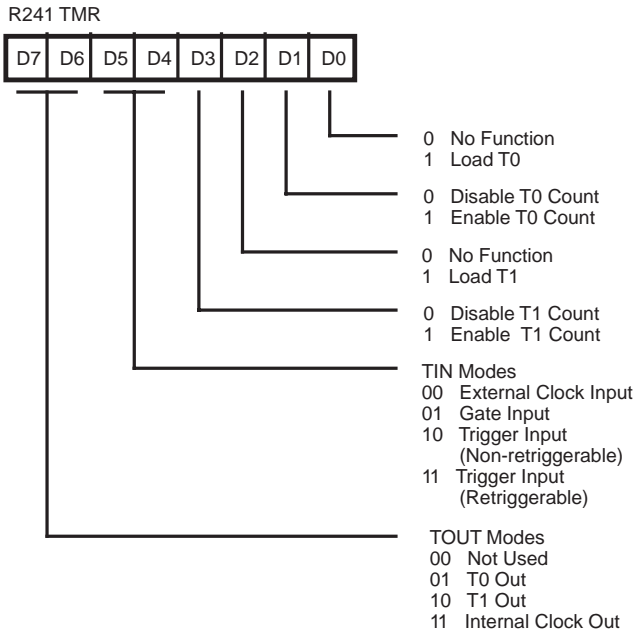 R241 TMR
D7 D6 D5 D4 D3 D2 D1 D0
0 No Function
1 Load T0
0 Disable T0 Count
1 Enable T0 Count
0 No Function
1 Load T1
0 Disable T1 Count
1 Enable T1 Count
TIN Modes
00 External Clock Input
01 Gate Input
10 Trigger Input
(Non-retriggerable)
11 Trigger Input
(Retriggerable)
TOUT Modes
00 Not Used
01 T0 Out
10 T1 Out
11 Internal Clock Out